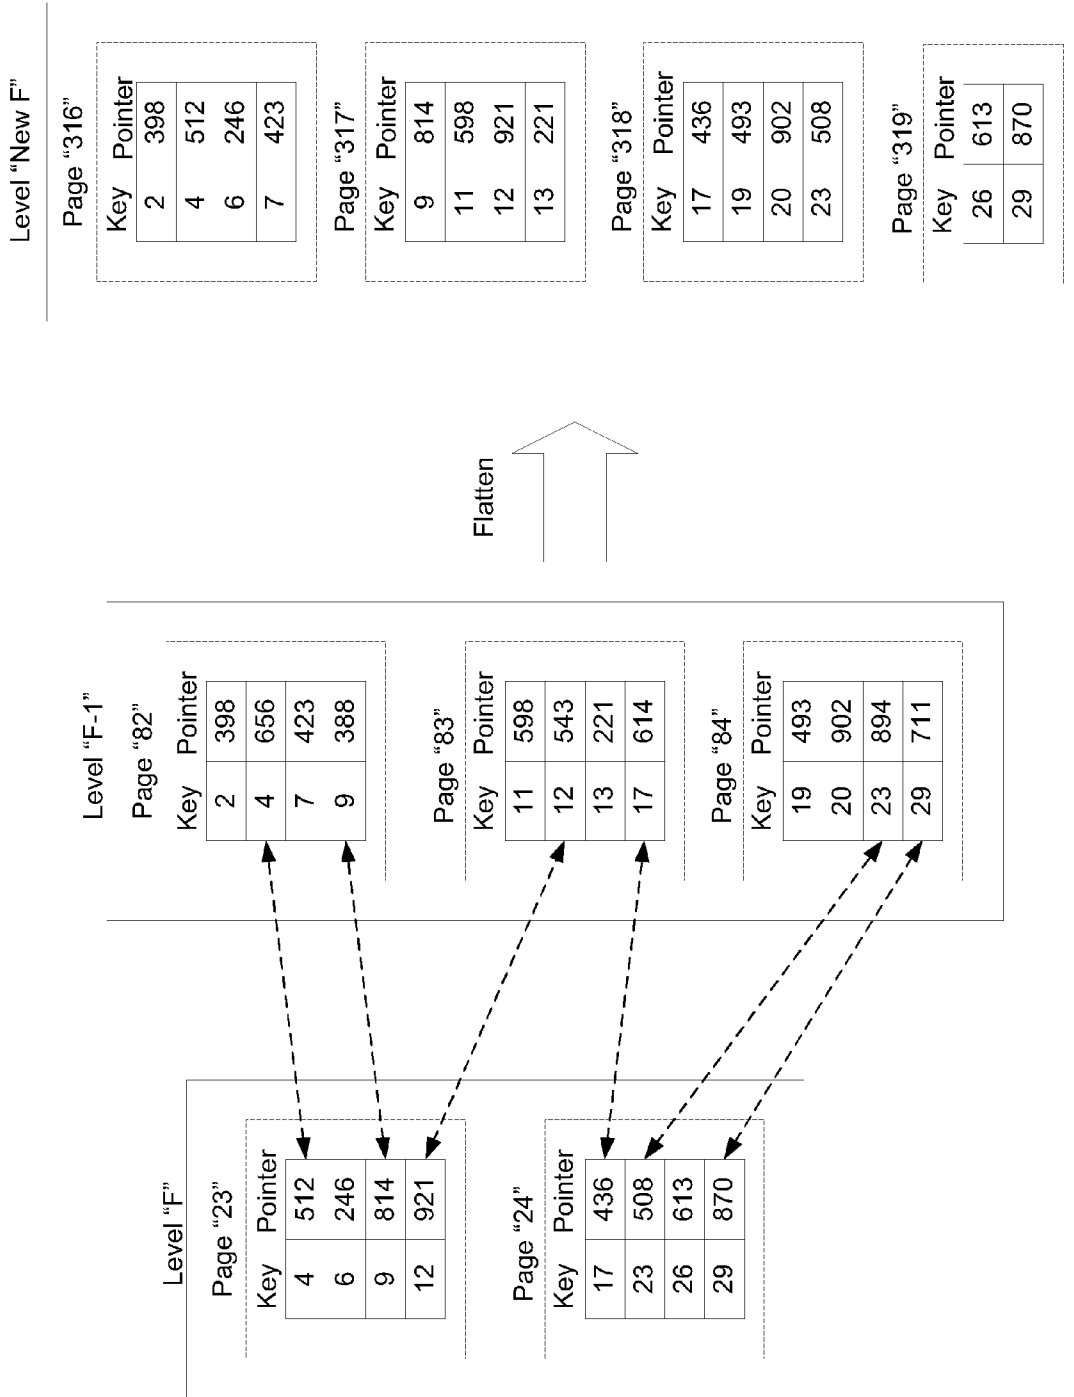 Level “F”
Page “23”
Key Pointer
4 512
6 246
9 814
12 921
Page “24”
Key Pointer
17 436
23 508
26 613
29 870
Level “F-1”
Page “82”
Key Pointer
2 398
4 656
7 423
9 388
Page “83”
Key Pointer
11 598
12 543
13 221
17 614
Page “84”
Key Pointer
19 493
20 902
23 894
29 711
Flatten
Level “New F”
Page “316”
Key Pointer
2 398
4 512
6 246
7 423
Page “317”
Key Pointer
9 814
11 598
12 921
13 221
Page “318”
Key Pointer
17 436
19 493
20 902
23 508
Page “319”
Key Pointer
26 613
29 870